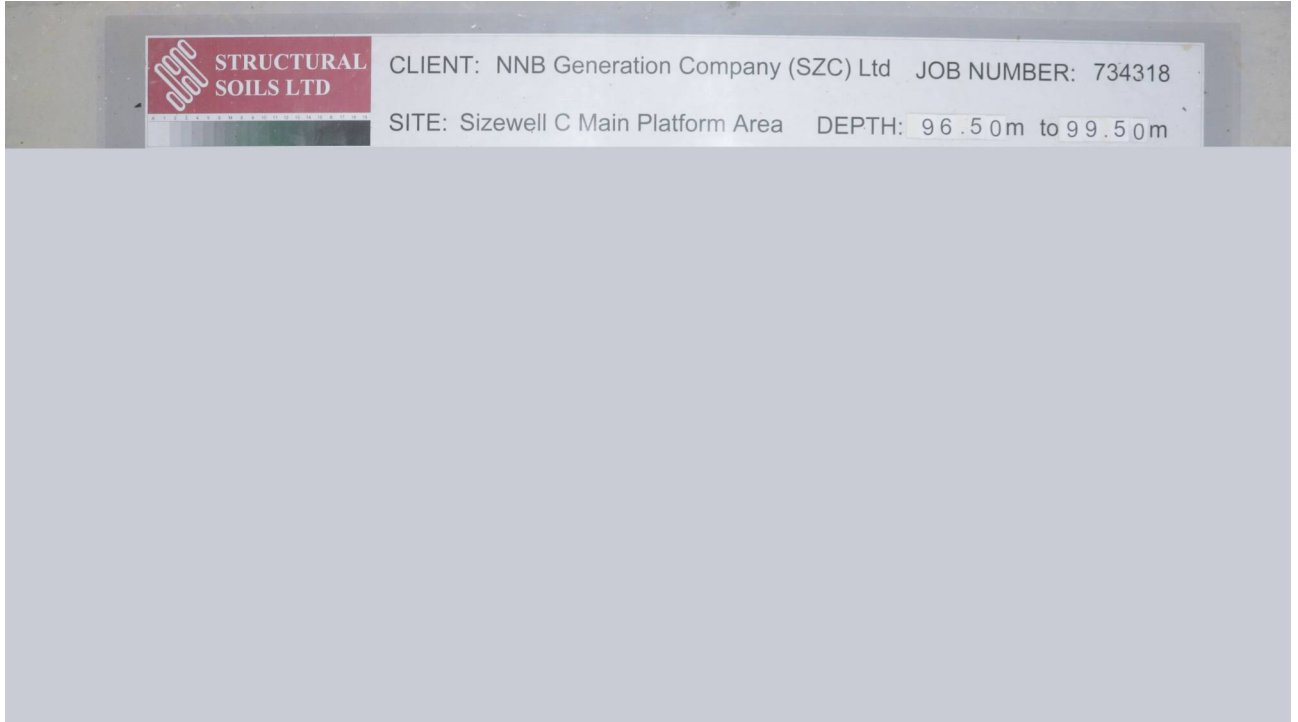 STRUCTURAL
SOILS LTD
CLIENT: NNB Generation Company (SZC) Ltd JOB NUMBER: 734318
SITE: Sizewell C Main Platform Area DEPTH: 96.50m to 99.50m